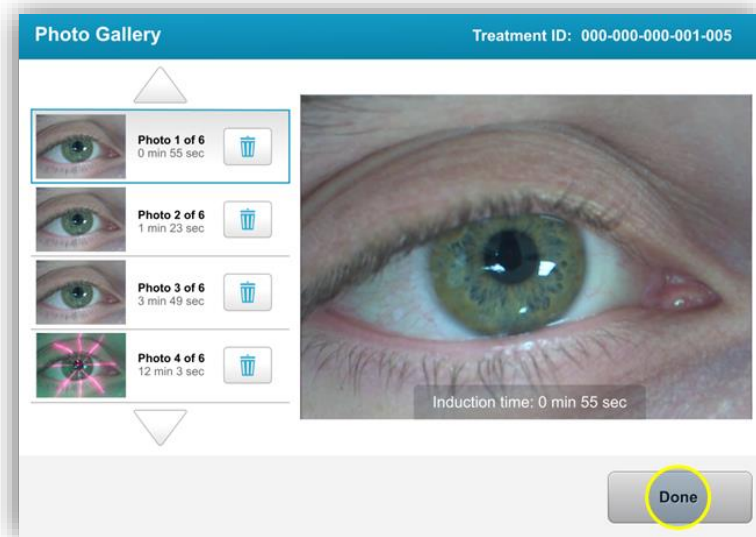 Photo Gallery
Treatment ID: 000-000-000-001-005
Photo 1 of 6
0 min 55 sec
Photo 2 of 6
1 min 23 sec
Photo 3 of 6
3 min 49 sec
Photo 4 of 6
12 min 3 sec
Induction time: 0 min 55 sec
Done